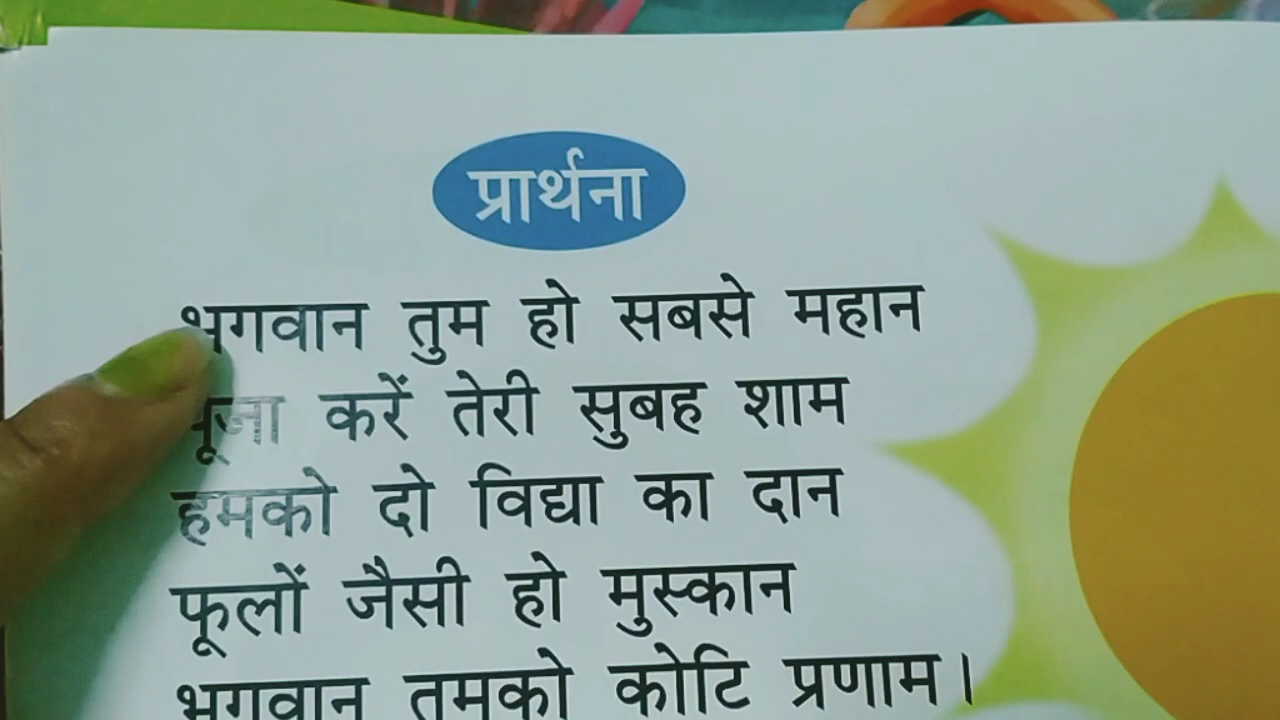 प्रार्थना
भगवान तुम हो सबसे महान
पूजा करें तेरी सुबह शाम
हमको दो विद्या का दान
फूलों जैसी हो मुस्कान
भगवान तुमको कोटि प्रणाम।